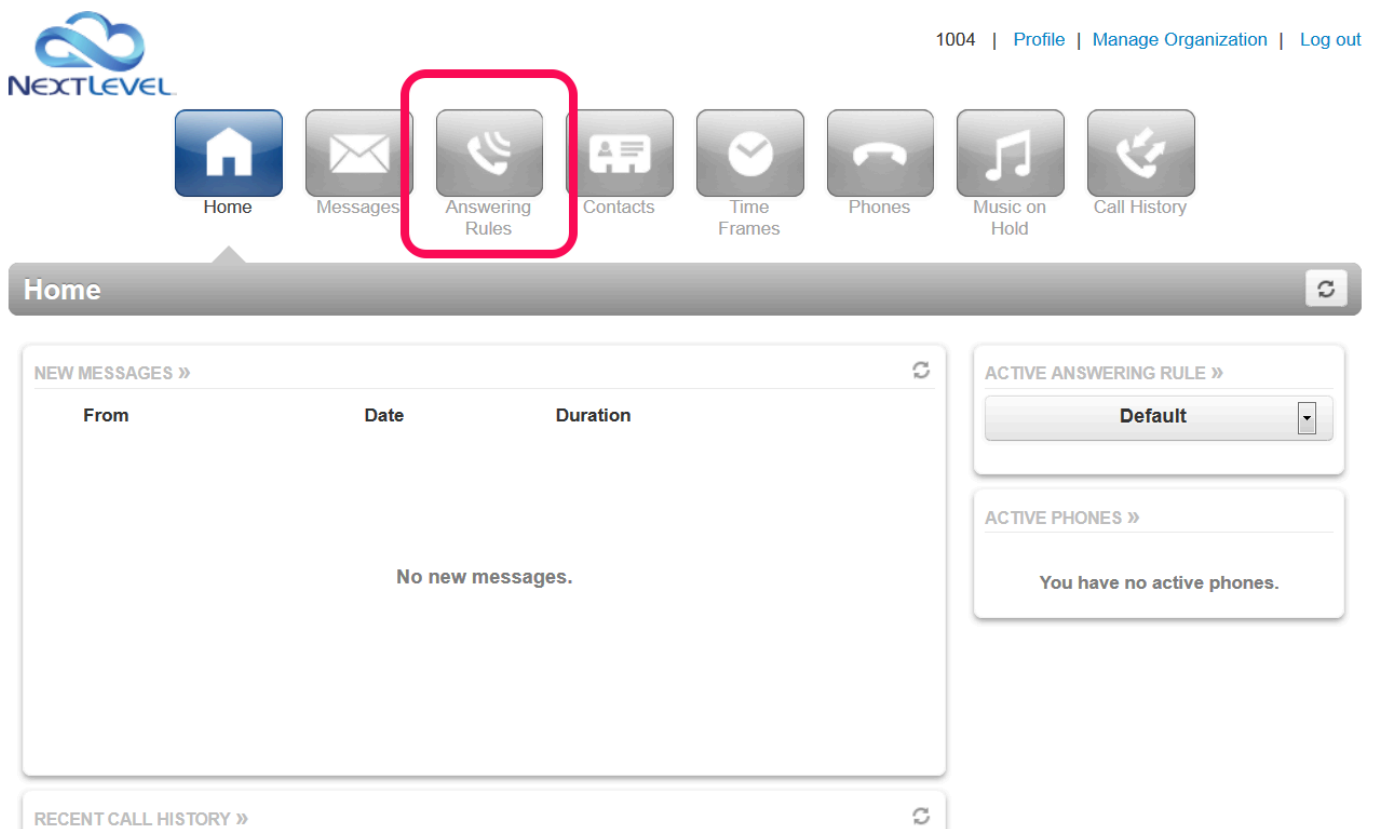 NEXTLEVEL
1004 | Profile | Manage Organization | Log out
Home
Messages
Answering
Rules
Contacts
Time
Frames
Phones
Music on
Hold
Call History
Home
NEW MESSAGES »
From Date Duration
No new messages.
ACTIVE ANSWERING RULE »
Default
ACTIVE PHONES »
You have no active phones.
RECENT CALL HISTORY »